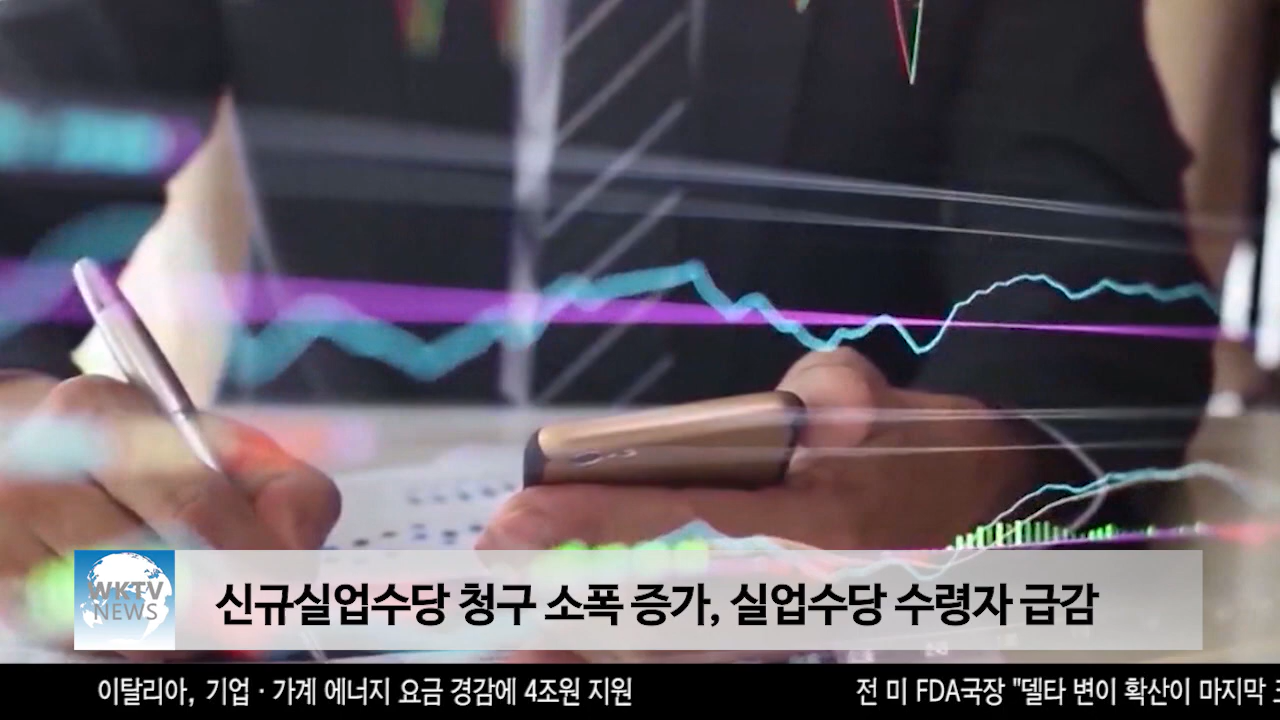 WKTV
NEWS
신규실업수당 청구 소폭 증가, 실업수당 수령자 급감
이탈리아, 기업·가계 에너지 요금 경감에 4조원 지원
전 미 FDA국장 "델타 변이 확산이 마지막